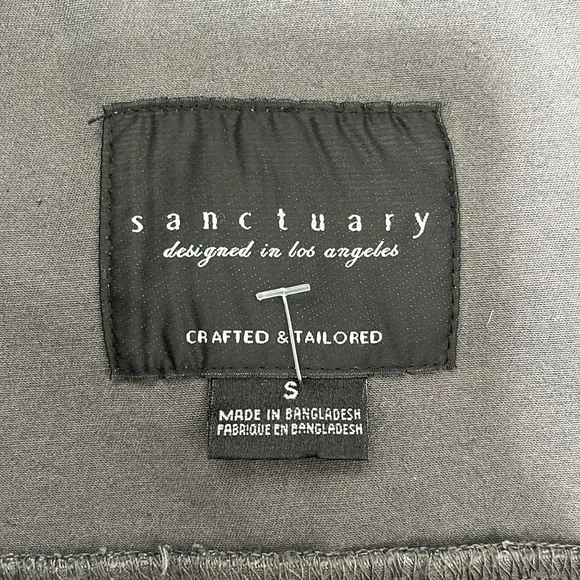 sanctuary
designed in los angeles
CRAFTED & TAILORED
S
MADE IN BANGLADESH
FABRIQUE EN BANGLADESH